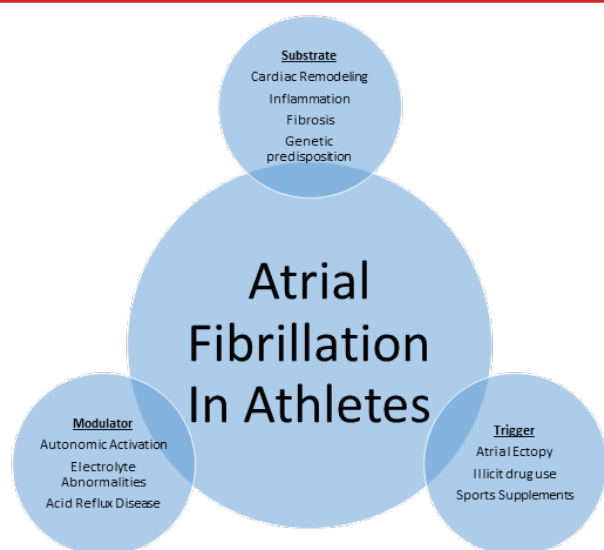 Substrate
Cardiac Remodeling
Inflammation
Fibrosis
Genetic
predisposition
Atrial
Fibrillation
In Athletes
Modulator
Autonomic Activation
Electrolyte
Abnormalities
Acid Reflux Disease
Trigger
Atrial Ectopy
Illicit drug use
Sports Supplements